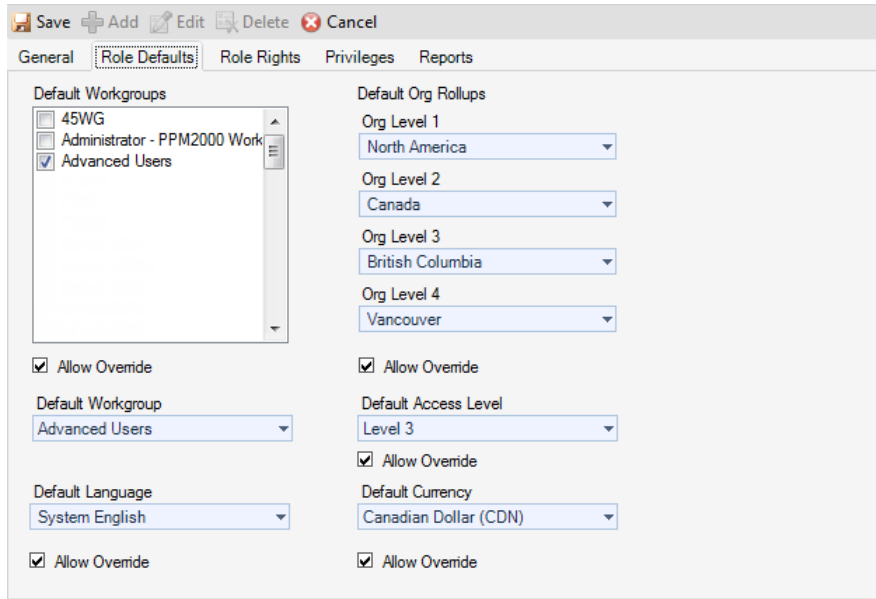 Save Add Edit Delete Cancel
General Role Defaults Role Rights Privileges Reports
Default Workgroups
45WG
Administrator - PPM2000 Work
Advanced Users
Allow Override
Default Workgroup
Advanced Users
Default Language
System English
Allow Override
Default Org Rollups
Org Level 1
North America
Org Level 2
Canada
Org Level 3
British Columbia
Org Level 4
Vancouver
Allow Override
Default Access Level
Level 3
Allow Override
Default Currency
Canadian Dollar (CDN)
Allow Override